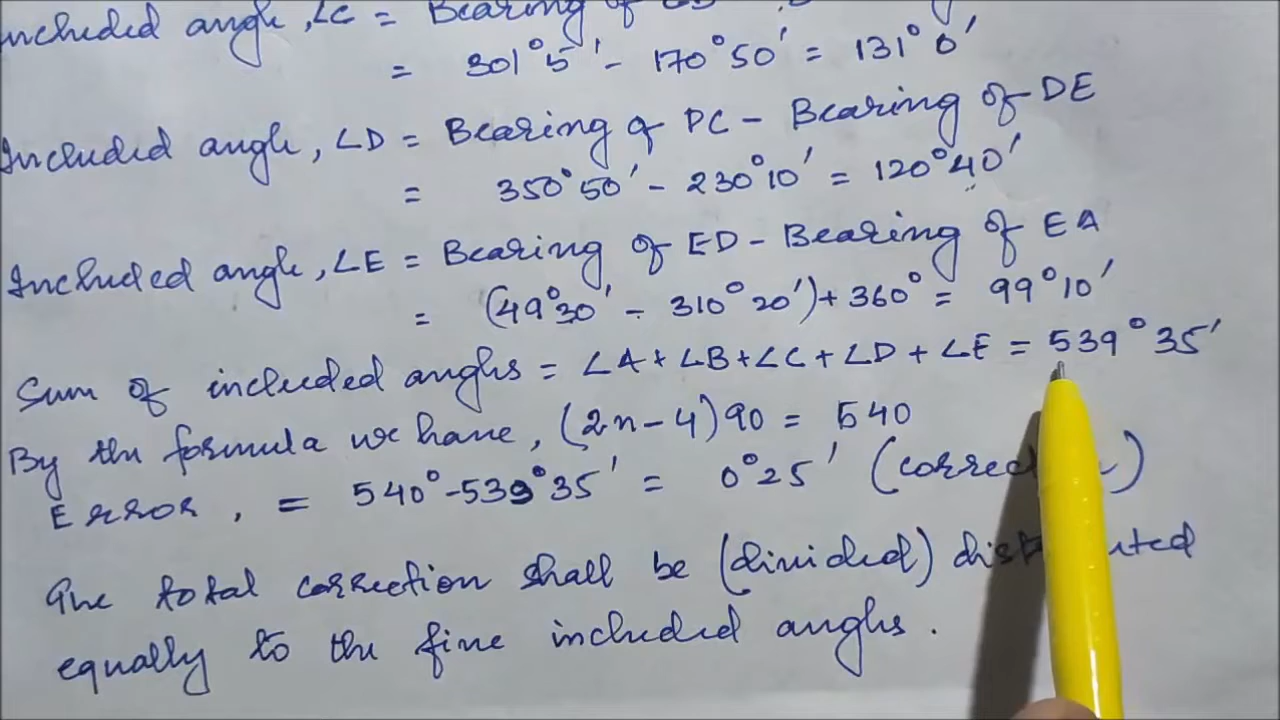 Included angle, ∠C = Bearing of
= 301°5' - 170°50' = 131°0'
Included angle, ∠D = Bearing of DC - Bearing of DE
= 350°50' - 230°10' = 120°40'
Included angle, ∠E = Bearing of ED - Bearing of EA
= (49°30' - 310°20') + 360° = 99°10'
Sum of included angles = ∠A + ∠B + ∠C + ∠D + ∠E = 539°35'
By the formula we have, (2n-4)90 = 540
Error, = 540° - 539°35' = 0°25' (
The total correction shall be (divided)
equally to the five included angles.